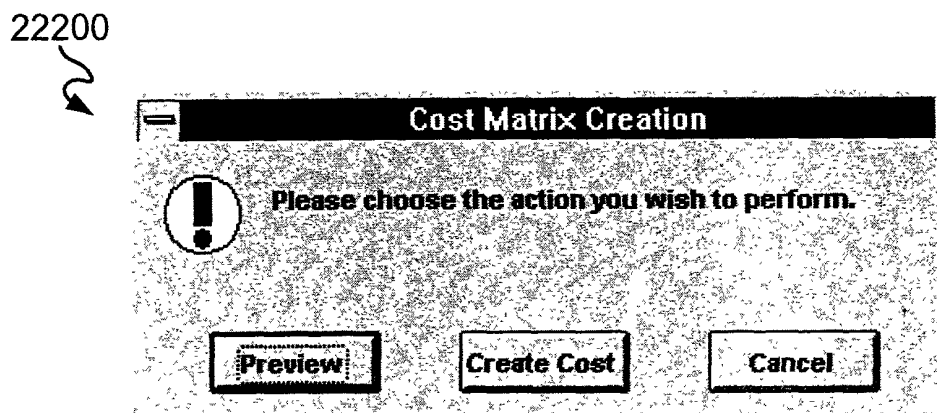 22200
Cost Matrix Creation
Please choose the action you wish to perform.
Preview Create Cost Cancel